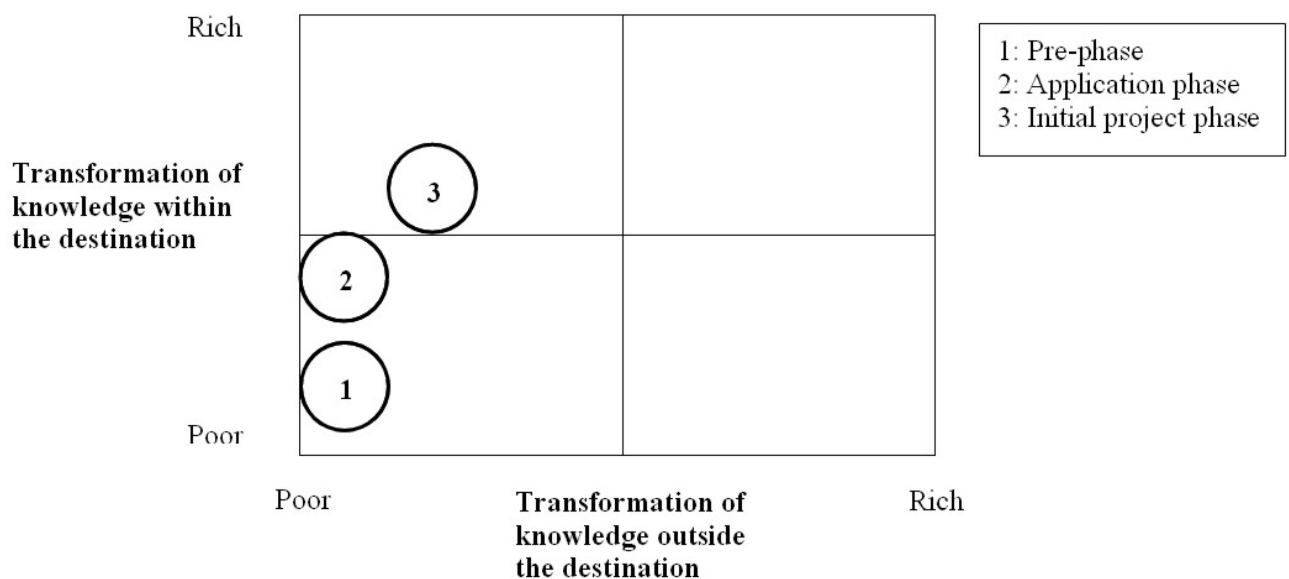 Rich
1: Pre-phase
2: Application phase
3: Initial project phase
Transformation of
knowledge within
the destination
3
2
1
Poor
Poor
Transformation of
knowledge outside
the destination
Rich